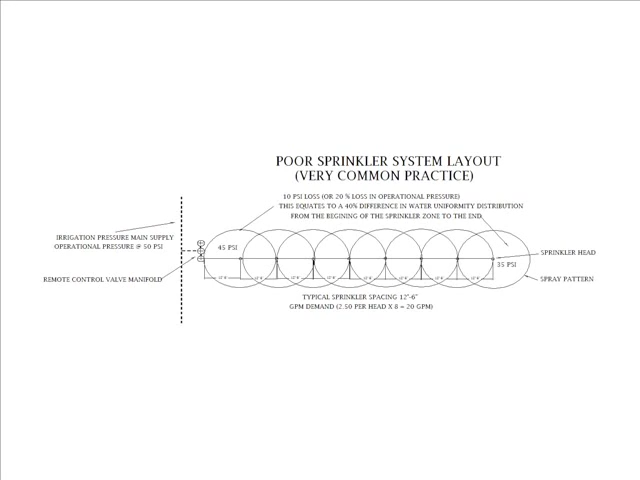 POOR SPRINKLER SYSTEM LAYOUT
(VERY COMMON PRACTICE)
10 PSI LOSS (OR 20 % LOSS IN OPERATIONAL PRESSURE)
THIS EQUATES TO A 40% DIFFERENCE IN WATER UNIFORMITY DISTRIBUTION
FROM THE BEGINING OF THE SPRINKLER ZONE TO THE END
IRRIGATION PRESSURE MAIN SUPPLY
OPERATIONAL PRESSURE @ 50 PSI
45 PSI
SPRINKLER HEAD
35 PSI
REMOTE CONTROL VALVE MANIFOLD
SPRAY PATTERN
TYPICAL SPRINKLER SPACING 12"-6"
GPM DEMAND (2.50 PER HEAD X 8 = 20 GPM)